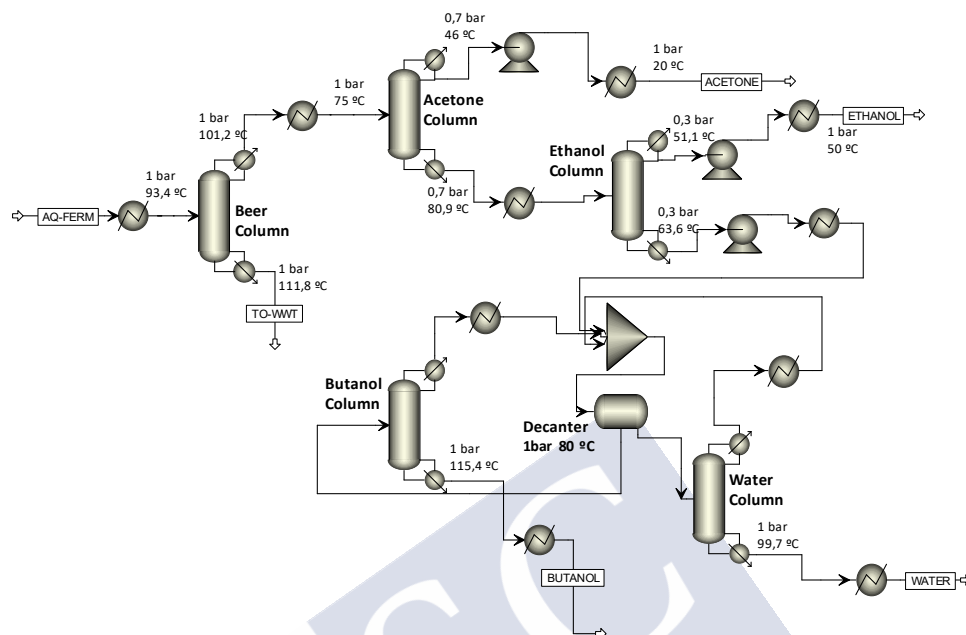 0,7 bar
46 ºC
1 bar
20 ºC
ACETONE
1 bar
75 ºC
Acetone
Column
1 bar
101,2 ºC
0,3 bar
51,1 ºC
ETHANOL
1 bar
50 ºC
Ethanol
Column
1 bar
93,4 ºC
0,7 bar
80,9 ºC
AQ-FERM
Beer
Column
0,3 bar
63,6 ºC
1 bar
111,8 ºC
TO-WWT
Butanol
Column
Decanter
1bar 80 ºC
1 bar
115,4 ºC
Water
Column
1 bar
99,7 ºC
BUTANOL
WATER
SC